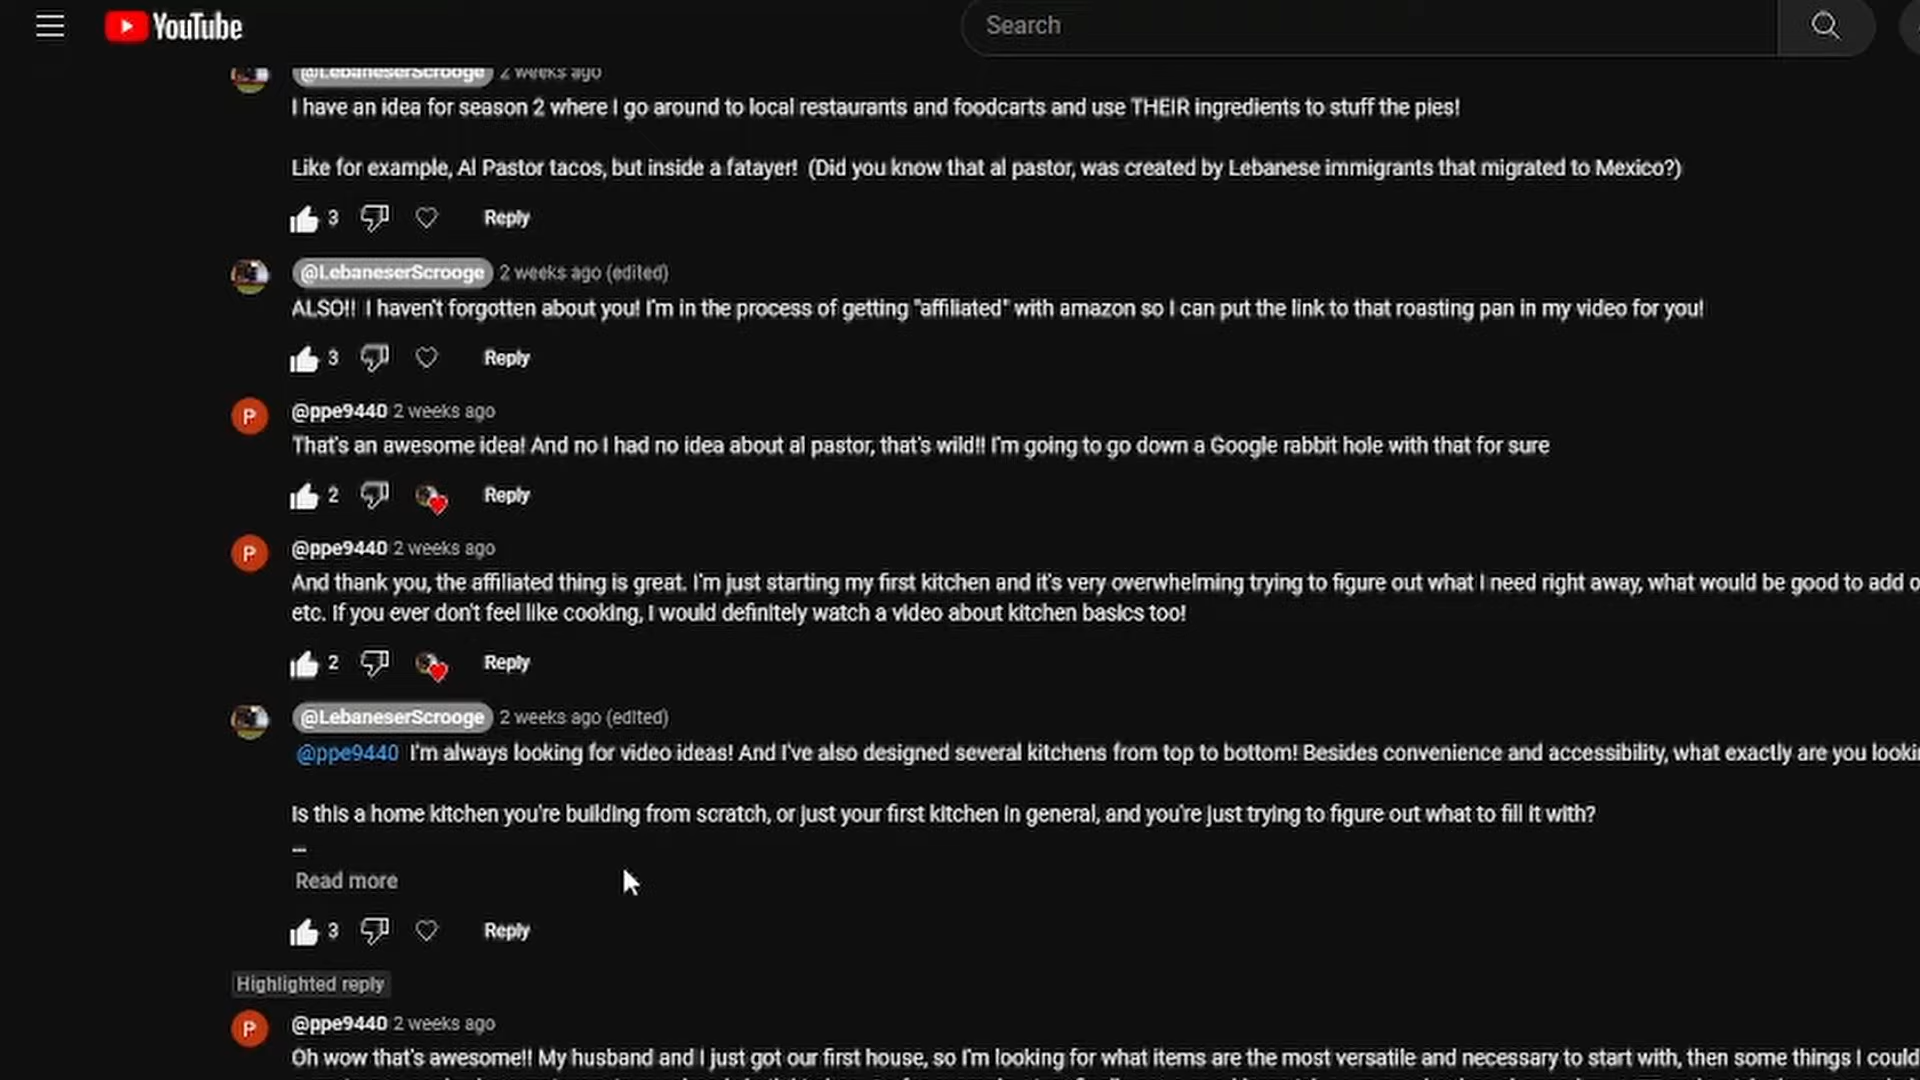 YouTube
Search
@LebaneserScrooge 2 weeks ago
I have an idea for season 2 where I go around to local restaurants and foodcarts and use THEIR ingredients to stuff the pies!
Like for example, Al Pastor tacos, but inside a fatayer! (Did you know that al pastor, was created by Lebanese immigrants that migrated to Mexico?)
3 Reply
@LebaneserScrooge 2 weeks ago (edited)
ALSO!! I haven't forgotten about you! I'm in the process of getting "affiliated" with amazon so I can put the link to that roasting pan in my video for you!
3 Reply
P @ppe9440 2 weeks ago
That's an awesome idea! And no I had no idea about al pastor, that's wild!! I'm going to go down a Google rabbit hole with that for sure
2 Reply
P @ppe9440 2 weeks ago
And thank you, the affiliated thing is great. I'm just starting my first kitchen and it's very overwhelming trying to figure out what I need right away, what would be good to add
etc. If you ever don't feel like cooking, I would definitely watch a video about kitchen basics too!
2 Reply
@LebaneserScrooge 2 weeks ago (edited)
@ppe9440 I'm always looking for video ideas! And I've also designed several kitchens from top to bottom! Besides convenience and accessibility, what exactly are you
Is this a home kitchen you're building from scratch, or just your first kitchen in general, and you're just trying to figure out what to fill it with?
...
Read more
3 Reply
Highlighted reply
P @ppe9440 2 weeks ago
Oh wow that's awesome!! My husband and I just got our first house, so I'm looking for what items are the most versatile and necessary to start with, then some things I could